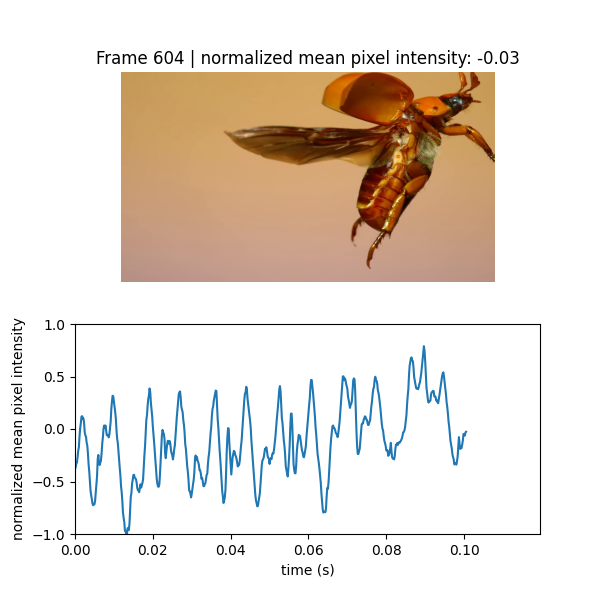 Frame 604 | normalized mean pixel intensity: -0.03
normalized mean pixel intensity
1.0
0.5
0.0
−0.5
−1.0
0.00 0.02 0.04 0.06 0.08 0.10
time (s)